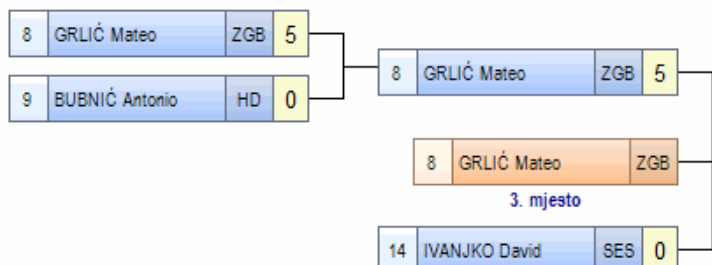 8 GRLIĆ Mateo ZGB 5
9 BUBNIĆ Antonio HD 0
8 GRLIĆ Mateo ZGB 5
8 GRLIĆ Mateo ZGB
3. mjesto
14 IVANJKO David SES 0